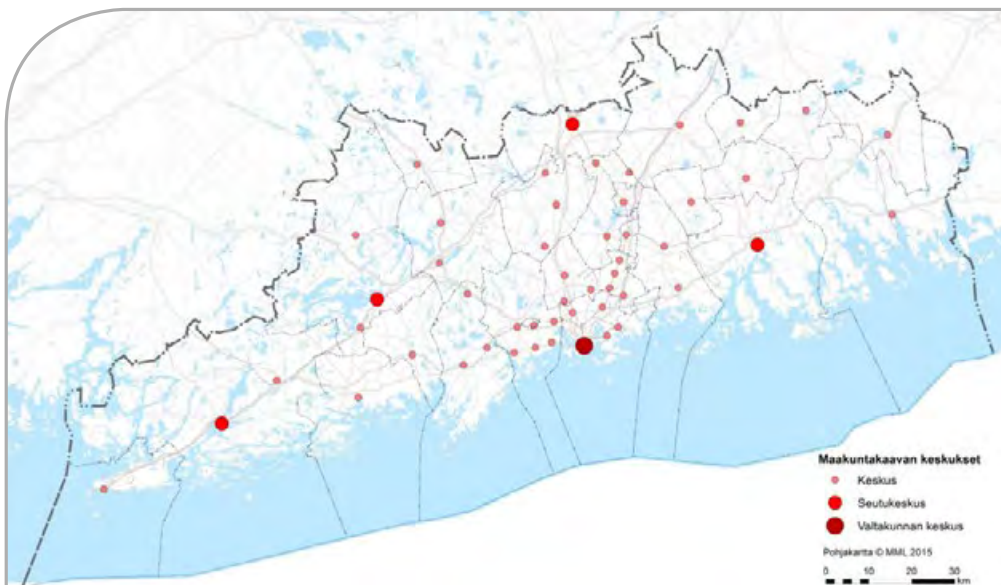 Maakuntakaavan keskukset
Keskus
Seutukeskus
Valtakunnan keskus
Pohjakartta © MML 2015
0 10 20 30
km